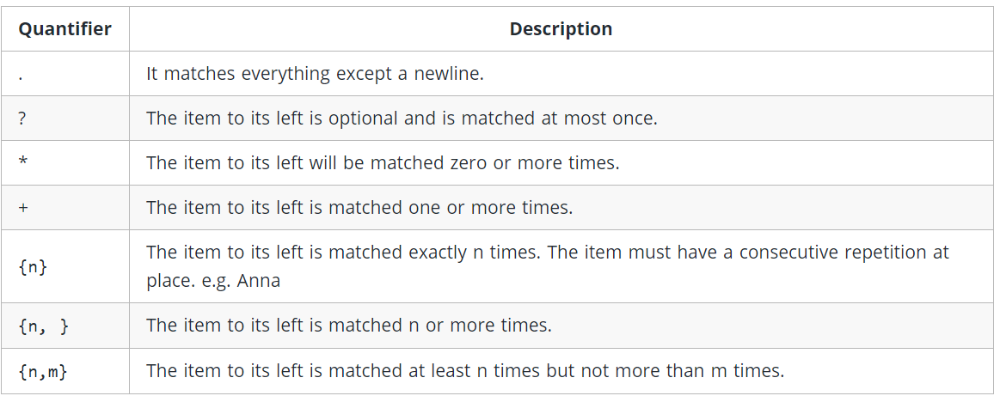 Quantifier Description
. It matches everything except a newline.
? The item to its left is optional and is matched at most once.
* The item to its left will be matched zero or more times.
+ The item to its left is matched one or more times.
{n} The item to its left is matched exactly n times. The item must have a consecutive repetition at
place. e.g. Anna
{n, } The item to its left is matched n or more times.
{n,m} The item to its left is matched at least n times but not more than m times.